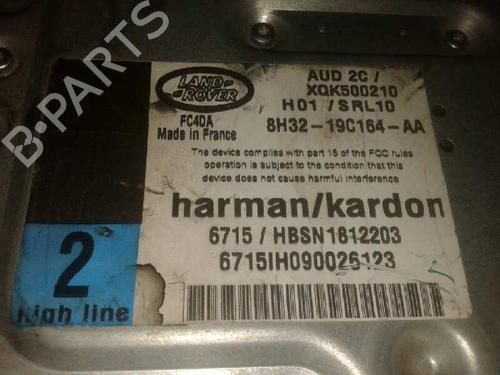 LAND
ROVER
FC4DA
Made in France
AUD 2C /
XQK500210
H01 / SRL10
8H32-19C164-AA
The device complies with part 15 of the FCC rules
operation is subject to the condition that this
device does not cause harmful interference
harman/kardon
6715 / HBSN1812203
6715IH090026123
2
high line
B-Parts